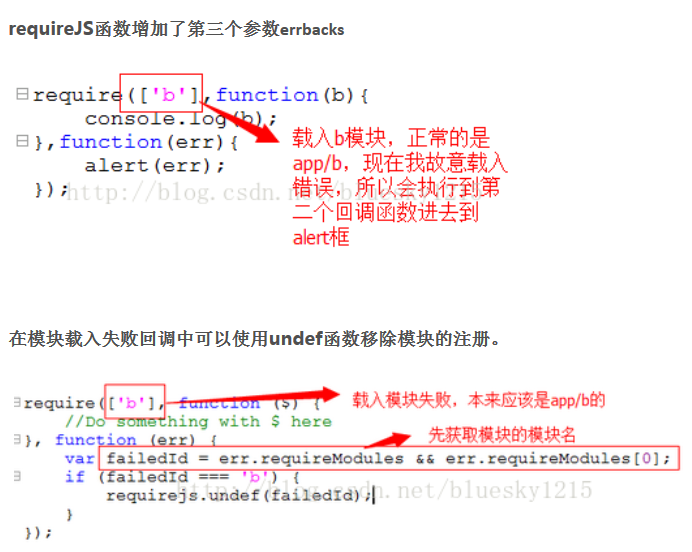 requireJS函数增加了第三个参数errbacks
require(['b'],function(b){
console.log(b);
},function(err){
alert(err);
});
载入b模块，正常的是
app/b，现在我故意载入
错误，所以会执行到第
二个回调函数进去到
alert框
http://blog.csdn.net/bluesky1215
在模块载入失败回调中可以使用undef函数移除模块的注册。
require(['b'], function ($) {
载入模块失败，本来应该是app/b的
//Do something with $ here
}, function (err) {
先获取模块的模块名
var failedId = err.requireModules && err.requireModules[0];
if (failedId === 'b') {
requirejs.undef(failedId);
}
});
http://blog.csdn.net/bluesky1215